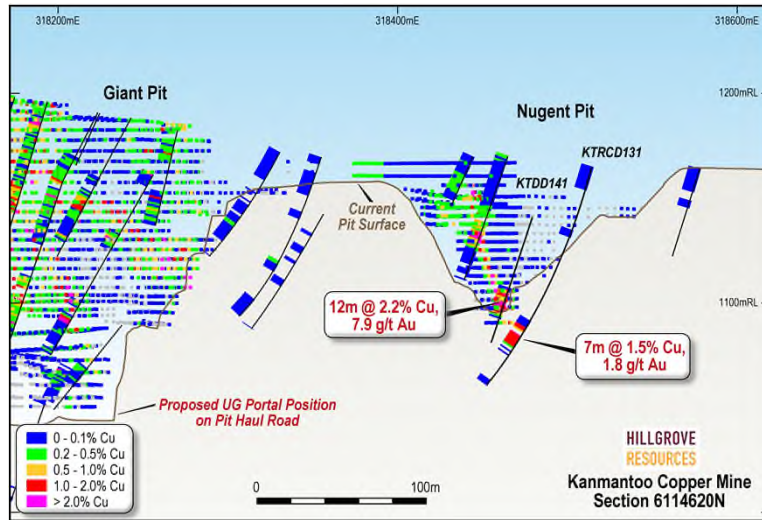 318200mE
318400mE
318600mE
Giant Pit
Nugent Pit
1200mRL
KTRCD131
KTDD141
Current
Pit Surface
12m @ 2.2% Cu,
7.9 g/t Au
1100mRL
7m @ 1.5% Cu,
1.8 g/t Au
Proposed UG Portal Position
on Pit Haul Road
0 - 0.1% Cu
0.2 - 0.5% Cu
0.5 - 1.0% Cu
1.0 - 2.0% Cu
> 2.0% Cu
0
100m
HILLGROVE
RESOURCES
Kanmantoo Copper Mine
Section 6114620N
1000mRL